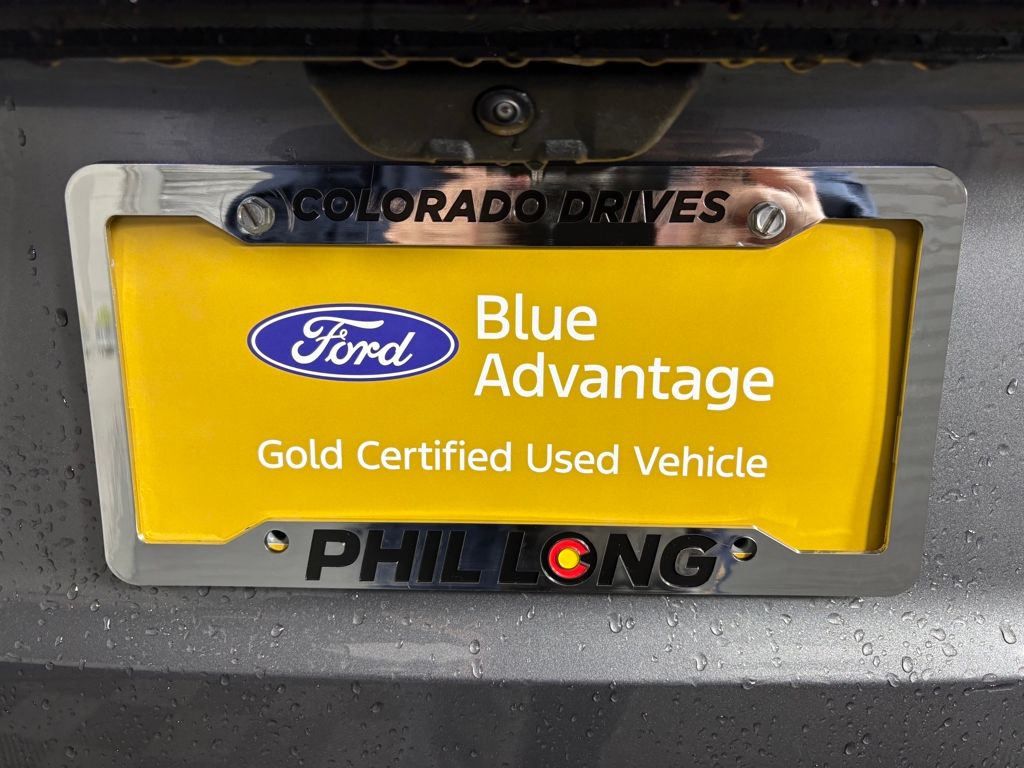 COLORADO DRIVES
Ford
Blue
Advantage
Gold Certified Used Vehicle
PHIL LONG